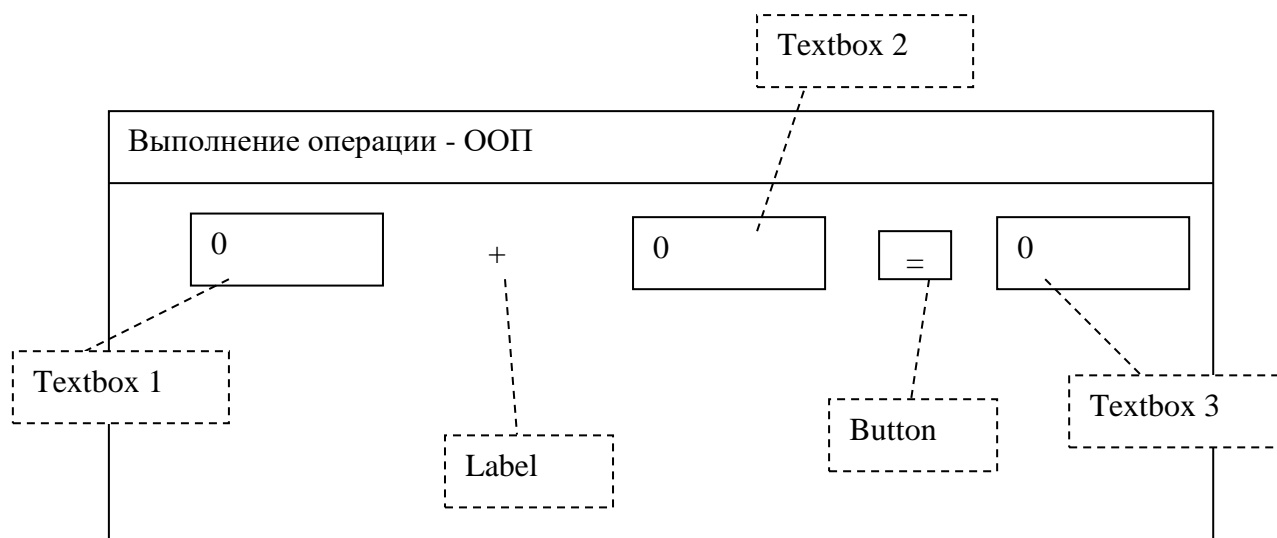 Textbox 2
Выполнение операции - ООП
0
+
0
=
0
Textbox 1
Textbox 3
Button
Label